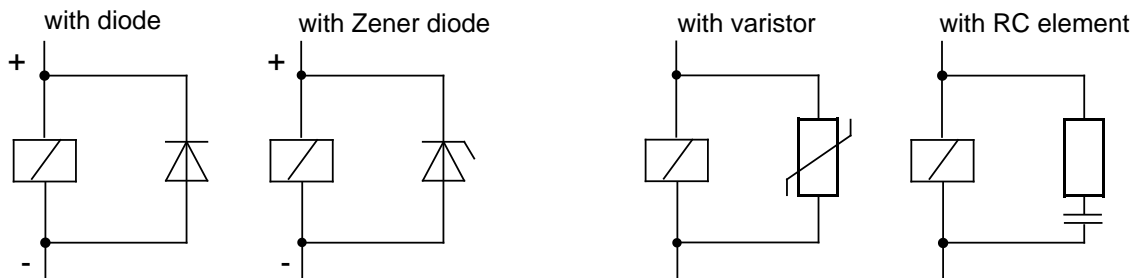 with diode
with Zener diode
with varistor
with RC element
+
+
-
-